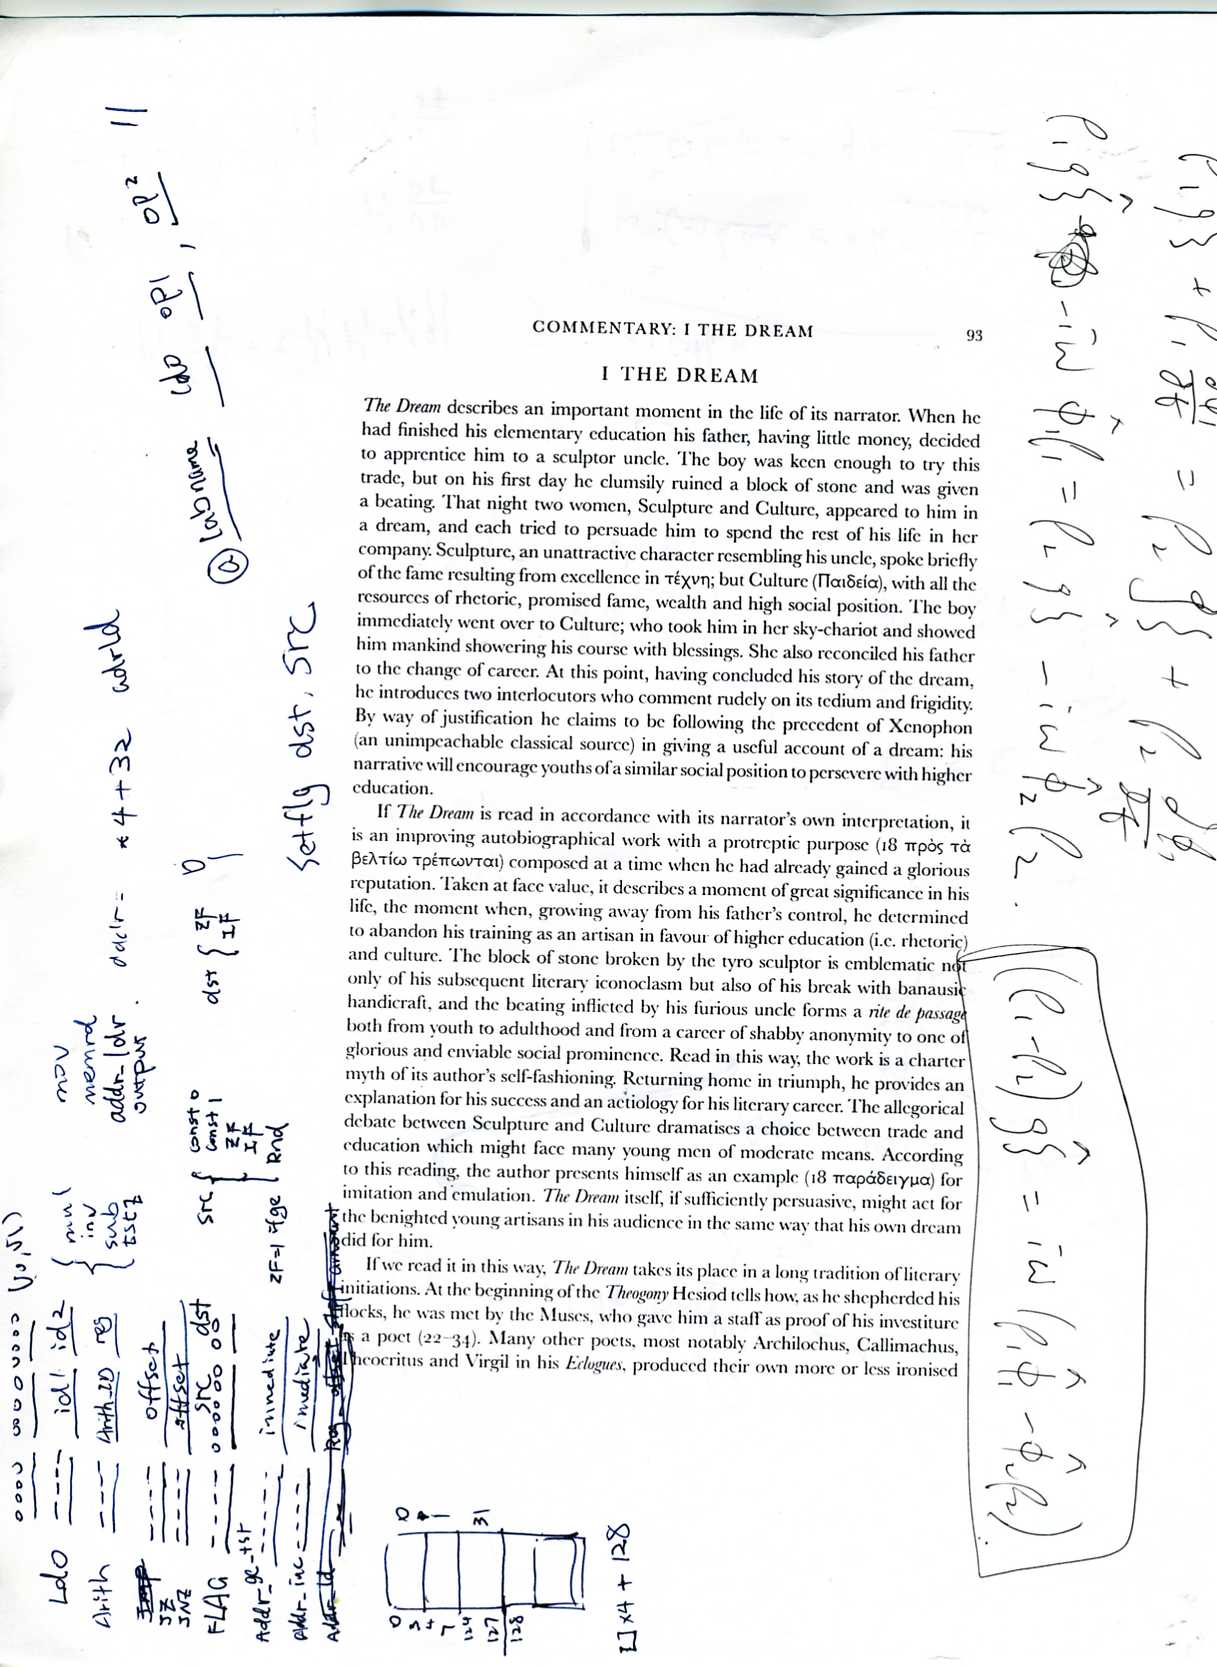 COMMENTARY: I THE DREAM 93
I THE DREAM
The Dream describes an important moment in the life of its narrator. When he
had finished his elementary education his father, having little money, decided
to apprentice him to a sculptor uncle. The boy was keen enough to try this
trade, but on his first day he clumsily ruined a block of stone and was given
a beating. That night two women, Sculpture and Culture, appeared to him in
a dream, and each tried to persuade him to spend the rest of his life in her
company. Sculpture, an unattractive character resembling his uncle, spoke briefly
of the fame resulting from excellence in τέχνη; but Culture (Παιδεία), with all the
resources of rhetoric, promised fame, wealth and high social position. The boy
immediately went over to Culture; who took him in her sky-chariot and showed
him mankind showering his course with blessings. She also reconciled his father
to the change of career. At this point, having concluded his story of the dream,
he introduces two interlocutors who comment rudely on its tedium and frigidity.
By way of justification he claims to be following the precedent of Xenophon
(an unimpeachable classical source) in giving a useful account of a dream: his
narrative will encourage youths of a similar social position to persevere with higher
education.
If The Dream is read in accordance with its narrator's own interpretation, it
is an improving autobiographical work with a protreptic purpose (18 πρὸς τὰ
βελτίω τρέπωνται) composed at a time when he had already gained a glorious
reputation. Taken at face value, it describes a moment of great significance in his
life, the moment when, growing away from his father's control, he determined
to abandon his training as an artisan in favour of higher education (i.e. rhetoric)
and culture. The block of stone broken by the tyro sculptor is emblematic not
only of his subsequent literary iconoclasm but also of his break with banausic
handicraft, and the beating inflicted by his furious uncle forms a rite de passage
both from youth to adulthood and from a career of shabby anonymity to one of
glorious and enviable social prominence. Read in this way, the work is a charter
myth of its author's self-fashioning. Returning home in triumph, he provides an
explanation for his success and an aetiology for his literary career. The allegorical
debate between Sculpture and Culture dramatises a choice between trade and
education which might face many young men of moderate means. According
to this reading, the author presents himself as an example (18 παράδειγμα) for
imitation and emulation. The Dream itself, if sufficiently persuasive, might act for
the benighted young artisans in his audience in the same way that his own dream
did for him.
If we read it in this way, The Dream takes its place in a long tradition of literary
initiations. At the beginning of the Theogony Hesiod tells how, as he shepherded his
flocks, he was met by the Muses, who gave him a staff as proof of his investiture
as a poet (22–34). Many other poets, most notably Archilochus, Callimachus,
Theocritus and Virgil in his Eclogues, produced their own more or less ironised
Ldo ---- id1 id2
Arith ---- Arith_ID reg
{ mul
inv
sub
tstz
mov
memrd
addr_ldr
output
JZ ---- offset
JNZ ---- offset
FLAG ---- 000000 00
src dst
src { const 0
const 1
ZF
IF
Rnd
dst { ZF 0
IF 1
Addr_ge_tst ---- immediate ZF=1 if ge
Addr_inc ---- imediate
addr = *4+32
@ labname ldo op1, op2 11
Setflg dst, src
0 1 31
0 3 4 7 124 127 128
[] x4 + 128
(ρ₁ - ρ₂) gξ̂ = iω (ρ₁φ̂₁ - φ̂₂ρ₂)